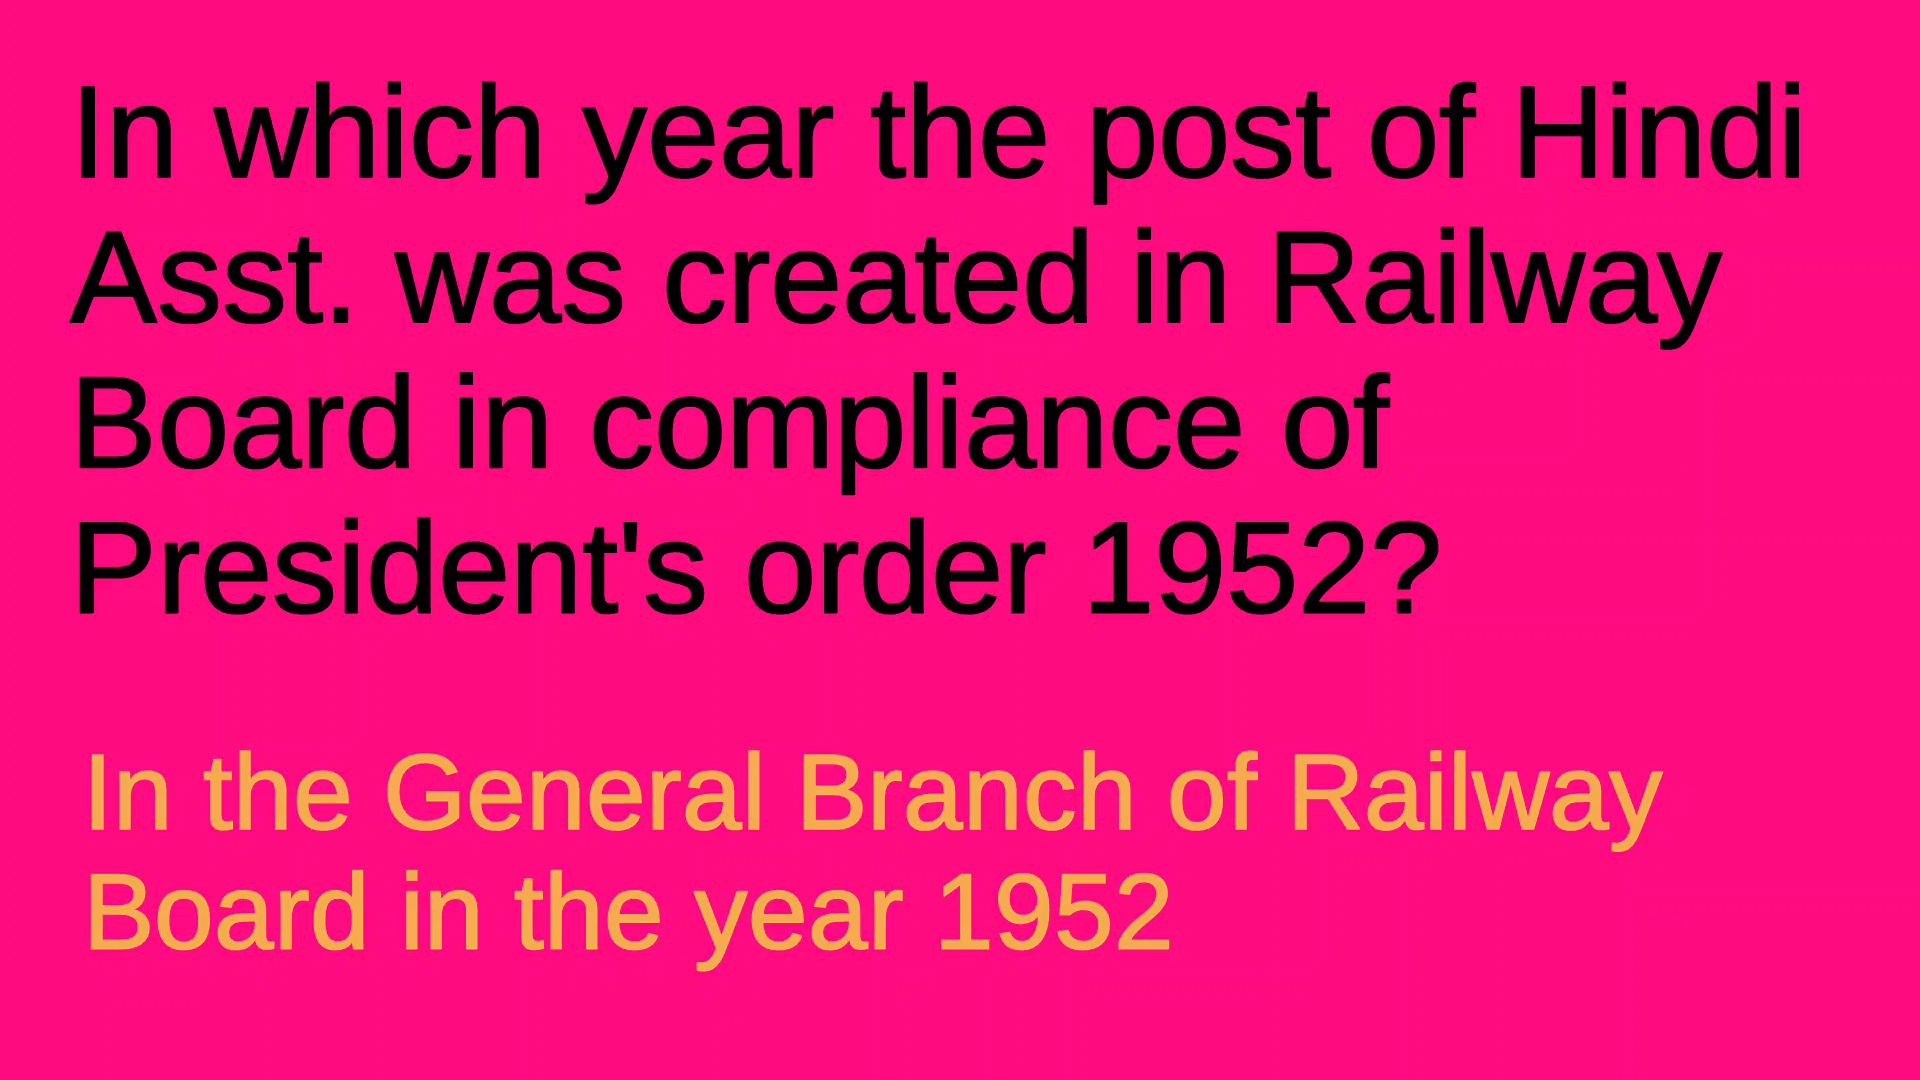 In which year the post of Hindi
Asst. was created in Railway
Board in compliance of
President's order 1952?
In the General Branch of Railway
Board in the year 1952